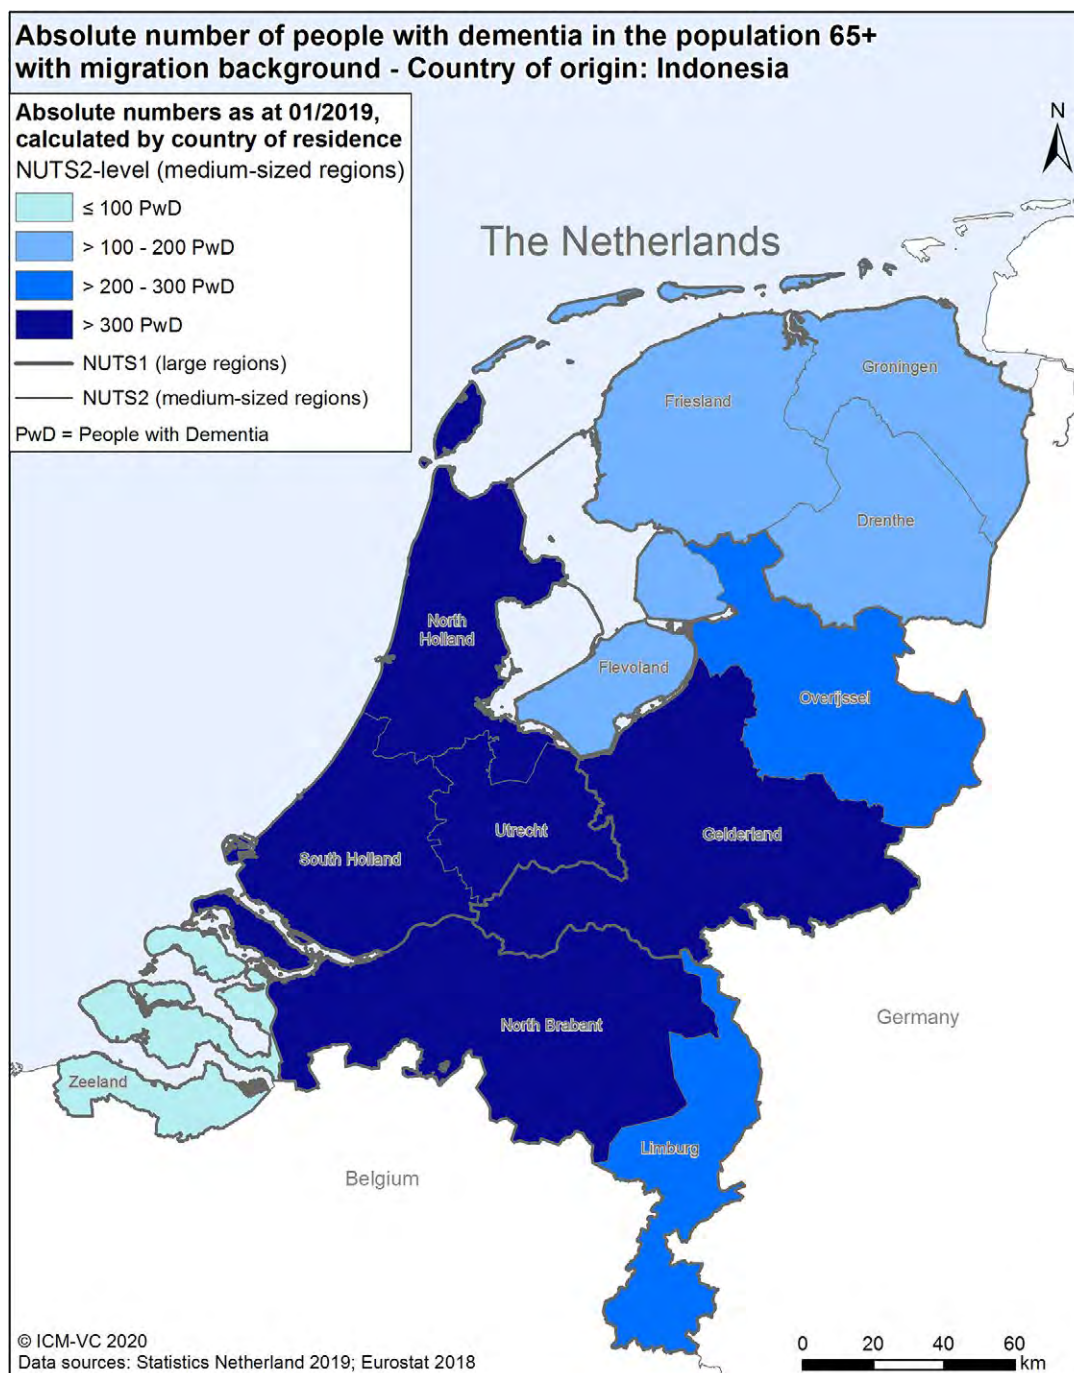 Absolute number of people with dementia in the population 65+
with migration background - Country of origin: Indonesia
Absolute numbers as at 01/2019,
calculated by country of residence
NUTS2-level (medium-sized regions)
≤ 100 PwD
> 100 - 200 PwD
> 200 - 300 PwD
> 300 PwD
NUTS1 (large regions)
NUTS2 (medium-sized regions)
PwD = People with Dementia
N
The Netherlands
Groningen
Friesland
Drenthe
North
Holland
Flevoland
Overijssel
Utrecht
Gelderland
South Holland
North Brabant
Germany
Zeeland
Limburg
Belgium
© ICM-VC 2020
Data sources: Statistics Netherland 2019; Eurostat 2018
0 20 40 60
km